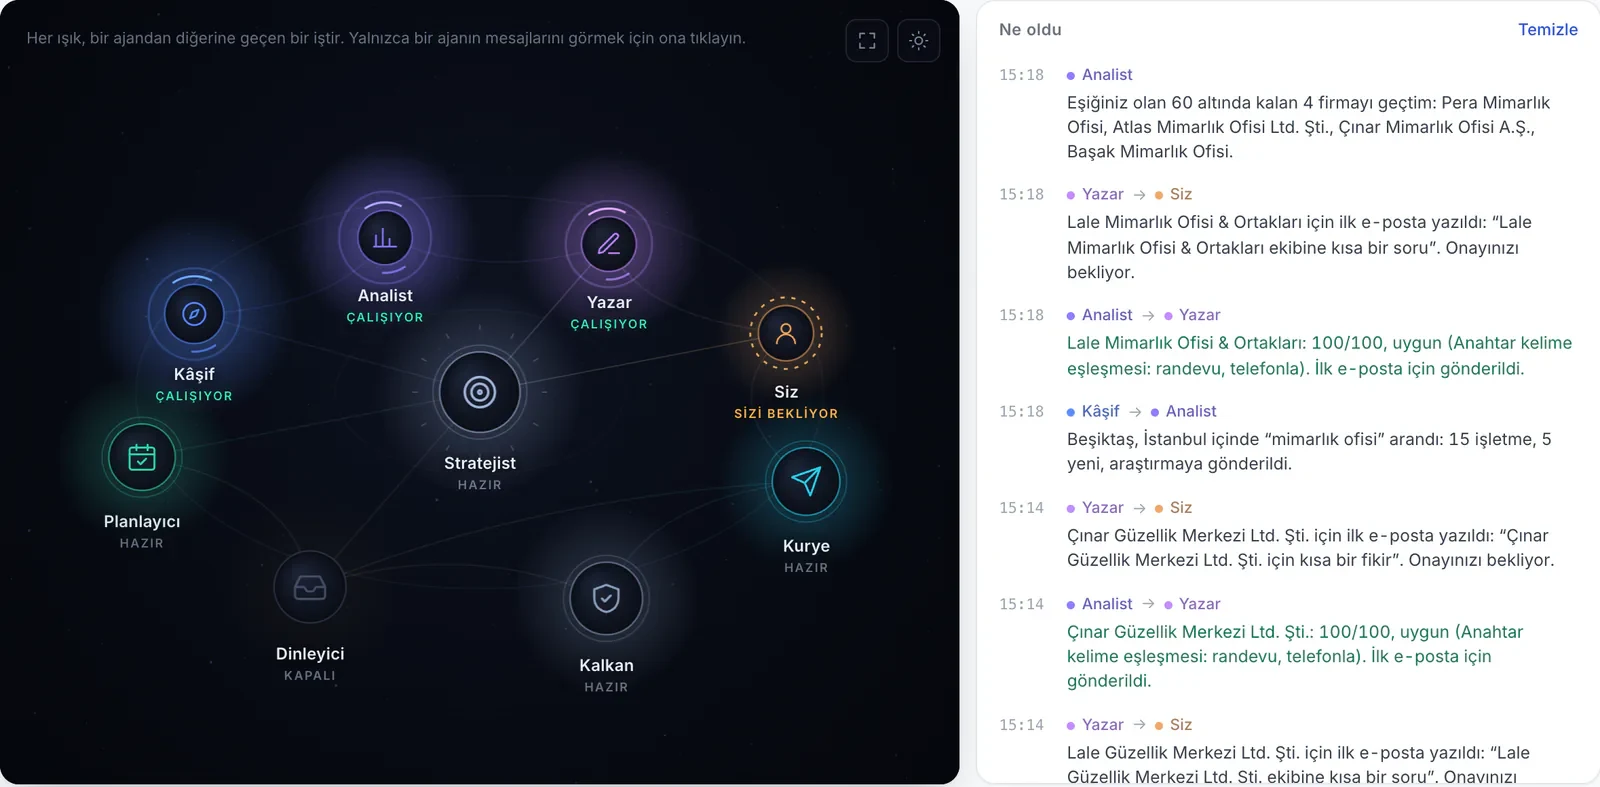 Her ışık, bir ajandan diğerine geçen bir iştir. Yalnızca bir ajanın mesajlarını görmek için ona tıklayın.
Analist
ÇALIŞIYOR
Yazar
ÇALIŞIYOR
Kâşif
ÇALIŞIYOR
Siz
SİZİ BEKLİYOR
Stratejist
HAZIR
Planlayıcı
HAZIR
Kurye
HAZIR
Dinleyici
KAPALI
Kalkan
HAZIR
Ne oldu
Temizle
15:18 Analist
Eşiğiniz olan 60 altında kalan 4 firmayı geçtim: Pera Mimarlık
Ofisi, Atlas Mimarlık Ofisi Ltd. Şti., Çınar Mimarlık Ofisi A.Ş.,
Başak Mimarlık Ofisi.
15:18 Yazar → Siz
Lale Mimarlık Ofisi & Ortakları için ilk e-posta yazıldı: “Lale
Mimarlık Ofisi & Ortakları ekibine kısa bir soru”. Onayınızı
bekliyor.
15:18 Analist → Yazar
Lale Mimarlık Ofisi & Ortakları: 100/100, uygun (Anahtar kelime
eşleşmesi: randevu, telefonla). İlk e-posta için gönderildi.
15:18 Kâşif → Analist
Beşiktaş, İstanbul içinde “mimarlık ofisi” arandı: 15 işletme, 5
yeni, araştırmaya gönderildi.
15:14 Yazar → Siz
Çınar Güzellik Merkezi Ltd. Şti. için ilk e-posta yazıldı: “Çınar
Güzellik Merkezi Ltd. Şti. için kısa bir fikir”. Onayınızı bekliyor.
15:14 Analist → Yazar
Çınar Güzellik Merkezi Ltd. Şti.: 100/100, uygun (Anahtar
kelime eşleşmesi: randevu, telefonla). İlk e-posta için
gönderildi.
15:14 Yazar → Siz
Lale Güzellik Merkezi Ltd. Şti. için ilk e-posta yazıldı: “Lale
Güzellik Merkezi Ltd. Şti. ekibine kısa bir soru”. Onayınızı